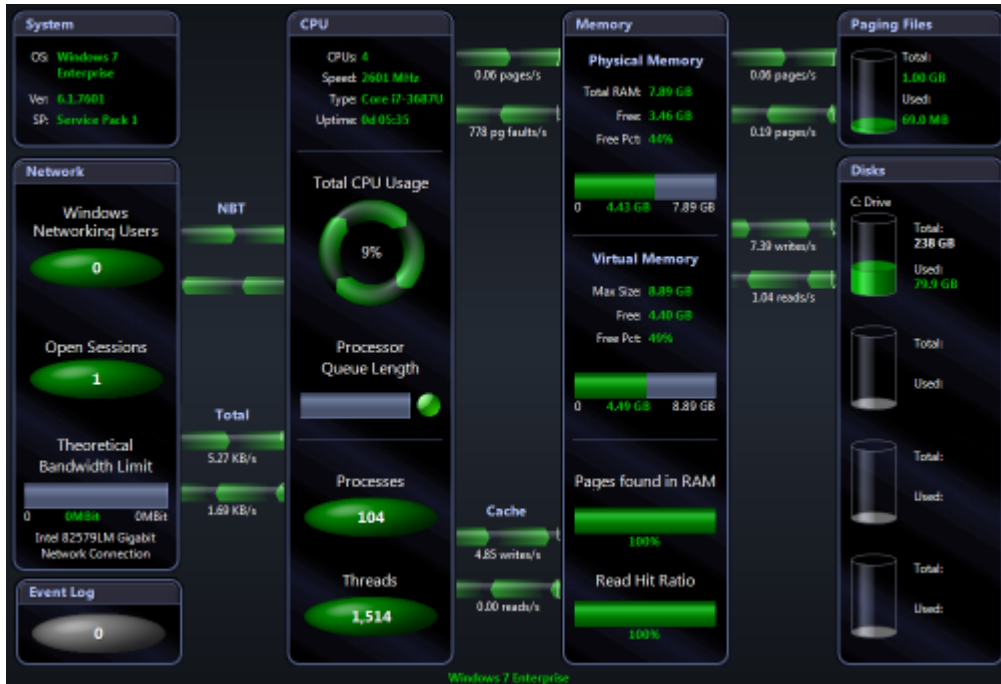 System
OS: Windows 7
Enterprise
Ver: 6.1.7601
SP: Service Pack 1
Network
Windows
Networking Users
0
Open Sessions
1
Theoretical
Bandwidth Limit
0 0MBit 0MBit
Intel 82579LM Gigabit
Network Connection
Event Log
0
NBT
Total
5.27 KB/s
1.69 KB/s
CPU
CPUs: 4
Speed: 2601 MHz
Type: Core i7-3687U
Uptime: 0d 05:35
Total CPU Usage
9%
Processor
Queue Length
Processes
104
Threads
1,514
0.06 pages/s
778 pg faults/s
Cache
4.85 writes/s
0.00 reads/s
Memory
Physical Memory
Total RAM: 7.89 GB
Free: 3.46 GB
Free Pct: 44%
0 4.43 GB 7.89 GB
Virtual Memory
Max Size: 8.89 GB
Free: 4.40 GB
Free Pct: 49%
0 4.49 GB 8.89 GB
Pages found in RAM
100%
Read Hit Ratio
100%
0.06 pages/s
0.19 pages/s
7.39 writes/s
1.04 reads/s
Paging Files
Total:
1.00 GB
Used:
69.0 MB
Disks
C: Drive
Total:
238 GB
Used:
79.9 GB
Total:
Used:
Total:
Used:
Total:
Used:
Windows 7 Enterprise